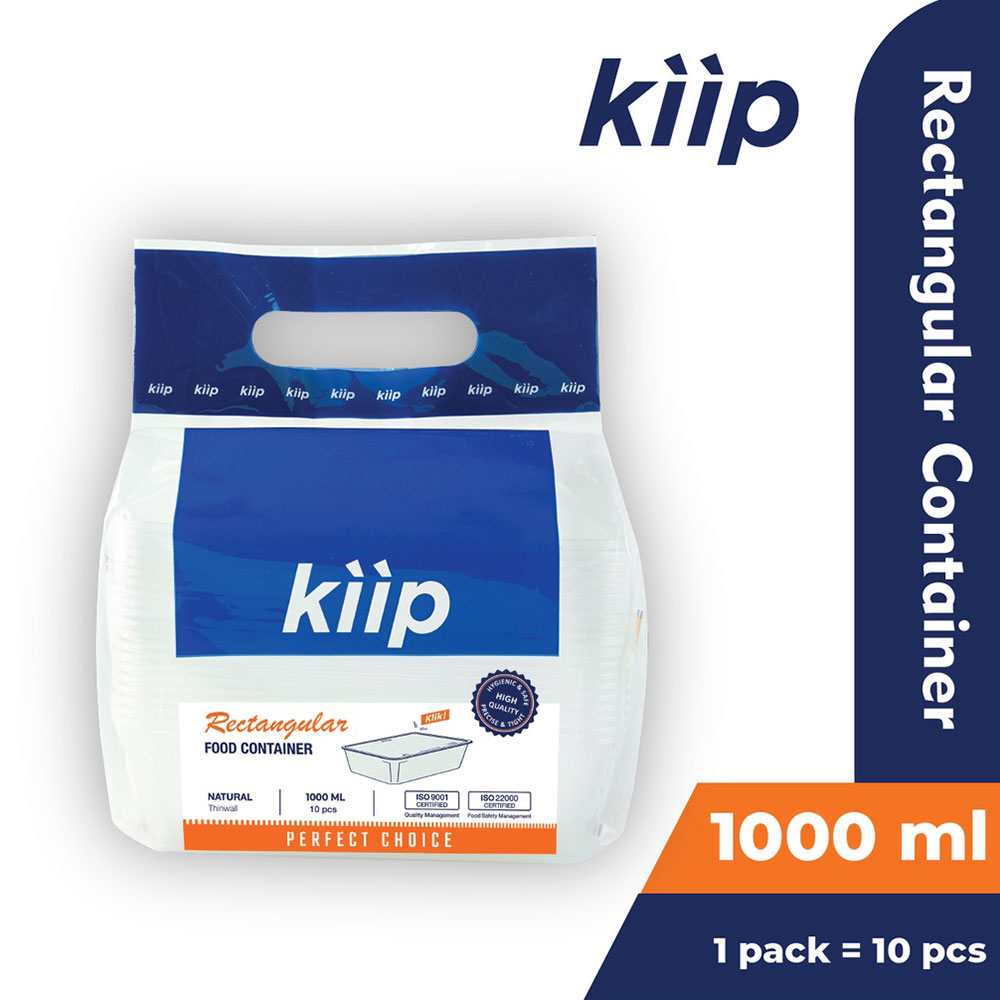 kììp
Rectangular Container
kììp kììp kììp kììp kììp kììp kììp kììp kììp kììp
kììp
HYGIENIC & SAFE
HIGH
QUALITY
PRECISE & TIGHT
Rectangular
FOOD CONTAINER
Klik!
NATURAL
Thinwall
1000 ML
10 pcs
ISO 9001
CERTIFIED
Quality Management
ISO 22000
CERTIFIED
Food Safety Management
PERFECT CHOICE
1000 ml
1 pack = 10 pcs